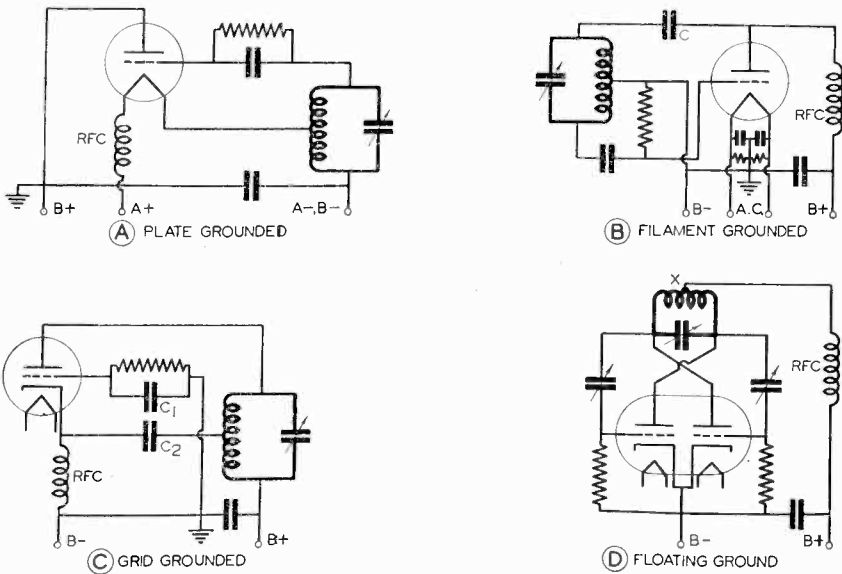 RFC
B+
A+
A-,B-
A PLATE GROUNDED
C
RFC
B-
A.C.
B+
B FILAMENT GROUNDED
C1
C2
RFC
B-
B+
C GRID GROUNDED
X
RFC
B-
B+
D FLOATING GROUND